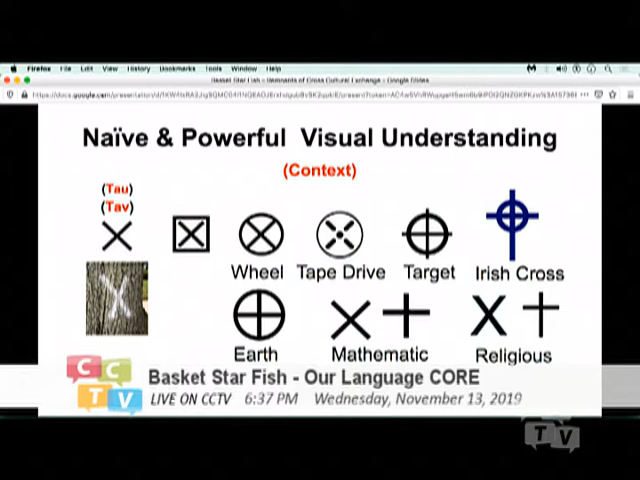 Firefox File Edit View History Bookmarks Tools Window Help
Basket Star Fish - Remnants of Cross Cultural Exchange - Google Slides
Naïve & Powerful Visual Understanding
(Context)
(Tau)
(Tav)
Wheel Tape Drive Target Irish Cross
Earth Mathematic Religious
CCTV
Basket Star Fish - Our Language CORE
LIVE ON CCTV 6:37 PM Wednesday, November 13, 2019
TV